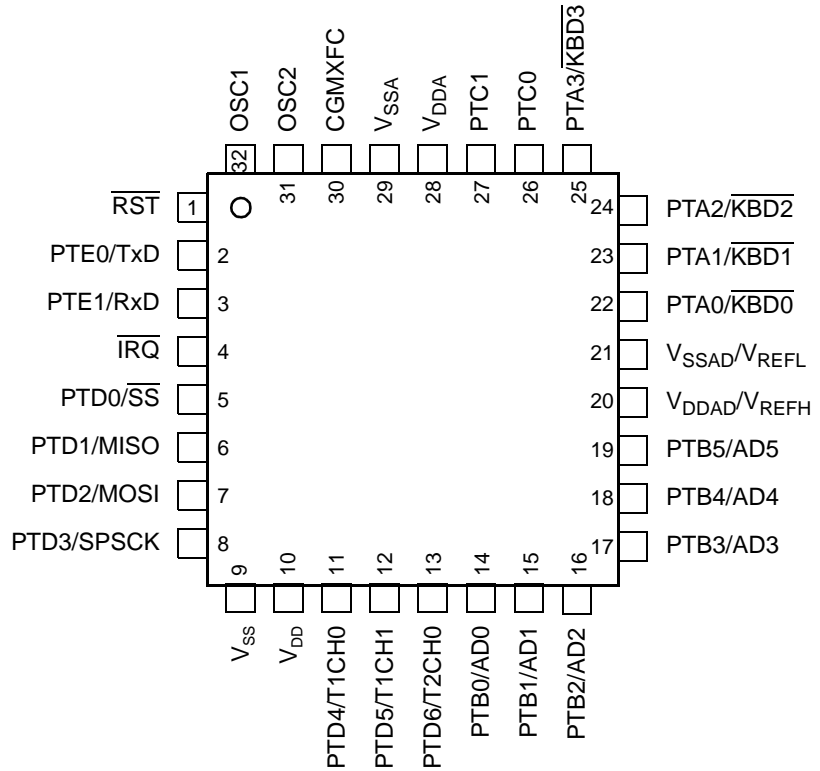 OSC1
OSC2
CGMXFC
VSSA
VDDA
PTC1
PTC0
PTA3/KBD3
32
31
30
29
28
27
26
25
RST 1
PTE0/TxD 2
PTE1/RxD 3
IRQ 4
PTD0/SS 5
PTD1/MISO 6
PTD2/MOSI 7
PTD3/SPSCK 8
24 PTA2/KBD2
23 PTA1/KBD1
22 PTA0/KBD0
21 VSSAD/VREFL
20 VDDAD/VREFH
19 PTB5/AD5
18 PTB4/AD4
17 PTB3/AD3
9
10
11
12
13
14
15
16
VSS
VDD
PTD4/T1CH0
PTD5/T1CH1
PTD6/T2CH0
PTB0/AD0
PTB1/AD1
PTB2/AD2